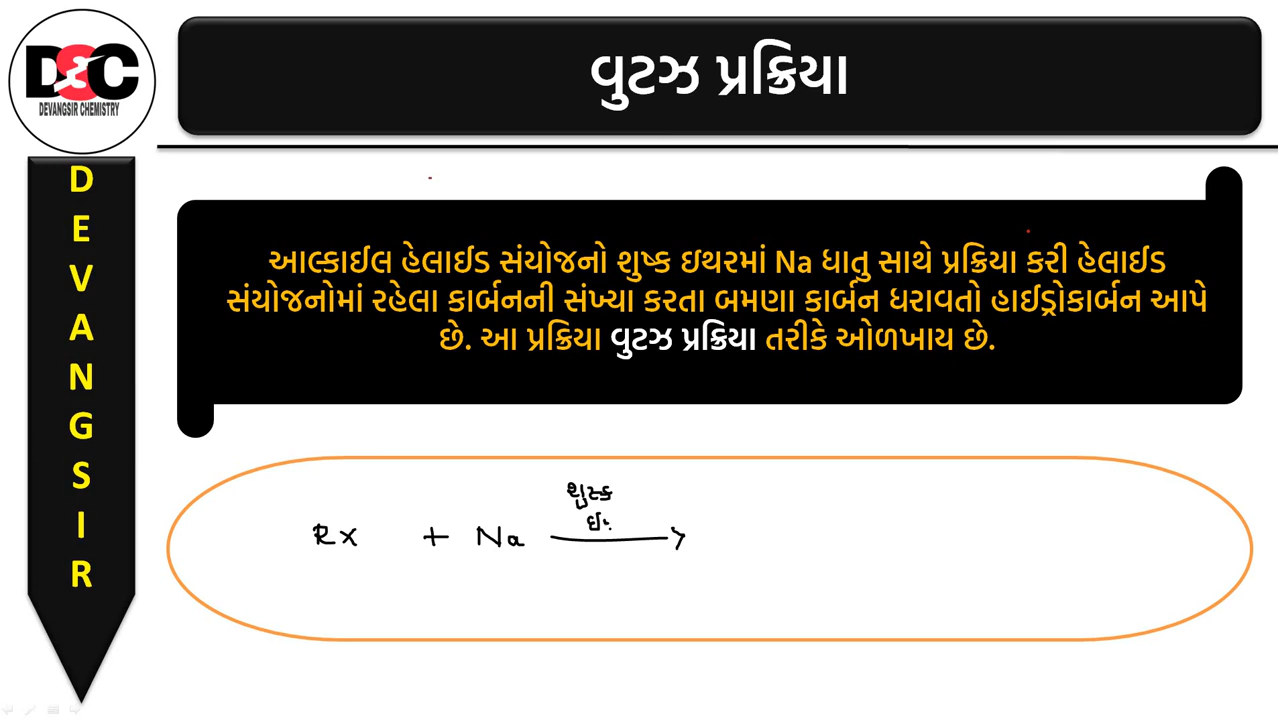 વુટઝ પ્રક્રિયા
DEC
DEVANGSIR CHEMISTRY
D
E
V
A
N
G
S
I
R
આલ્કાઈલ હેલાઈડ સંયોજનો શુષ્ક ઇથરમાં Na ધાતુ સાથે પ્રક્રિયા કરી હેલાઈડ
સંયોજનોમાં રહેલા કાર્બનની સંખ્યા કરતા બમણા કાર્બન ધરાવતો હાઈડ્રોકાર્બન આપે
છે. આ પ્રક્રિયા વુટઝ પ્રક્રિયા તરીકે ઓળખાય છે.
શુષ્ક
Rx + Na